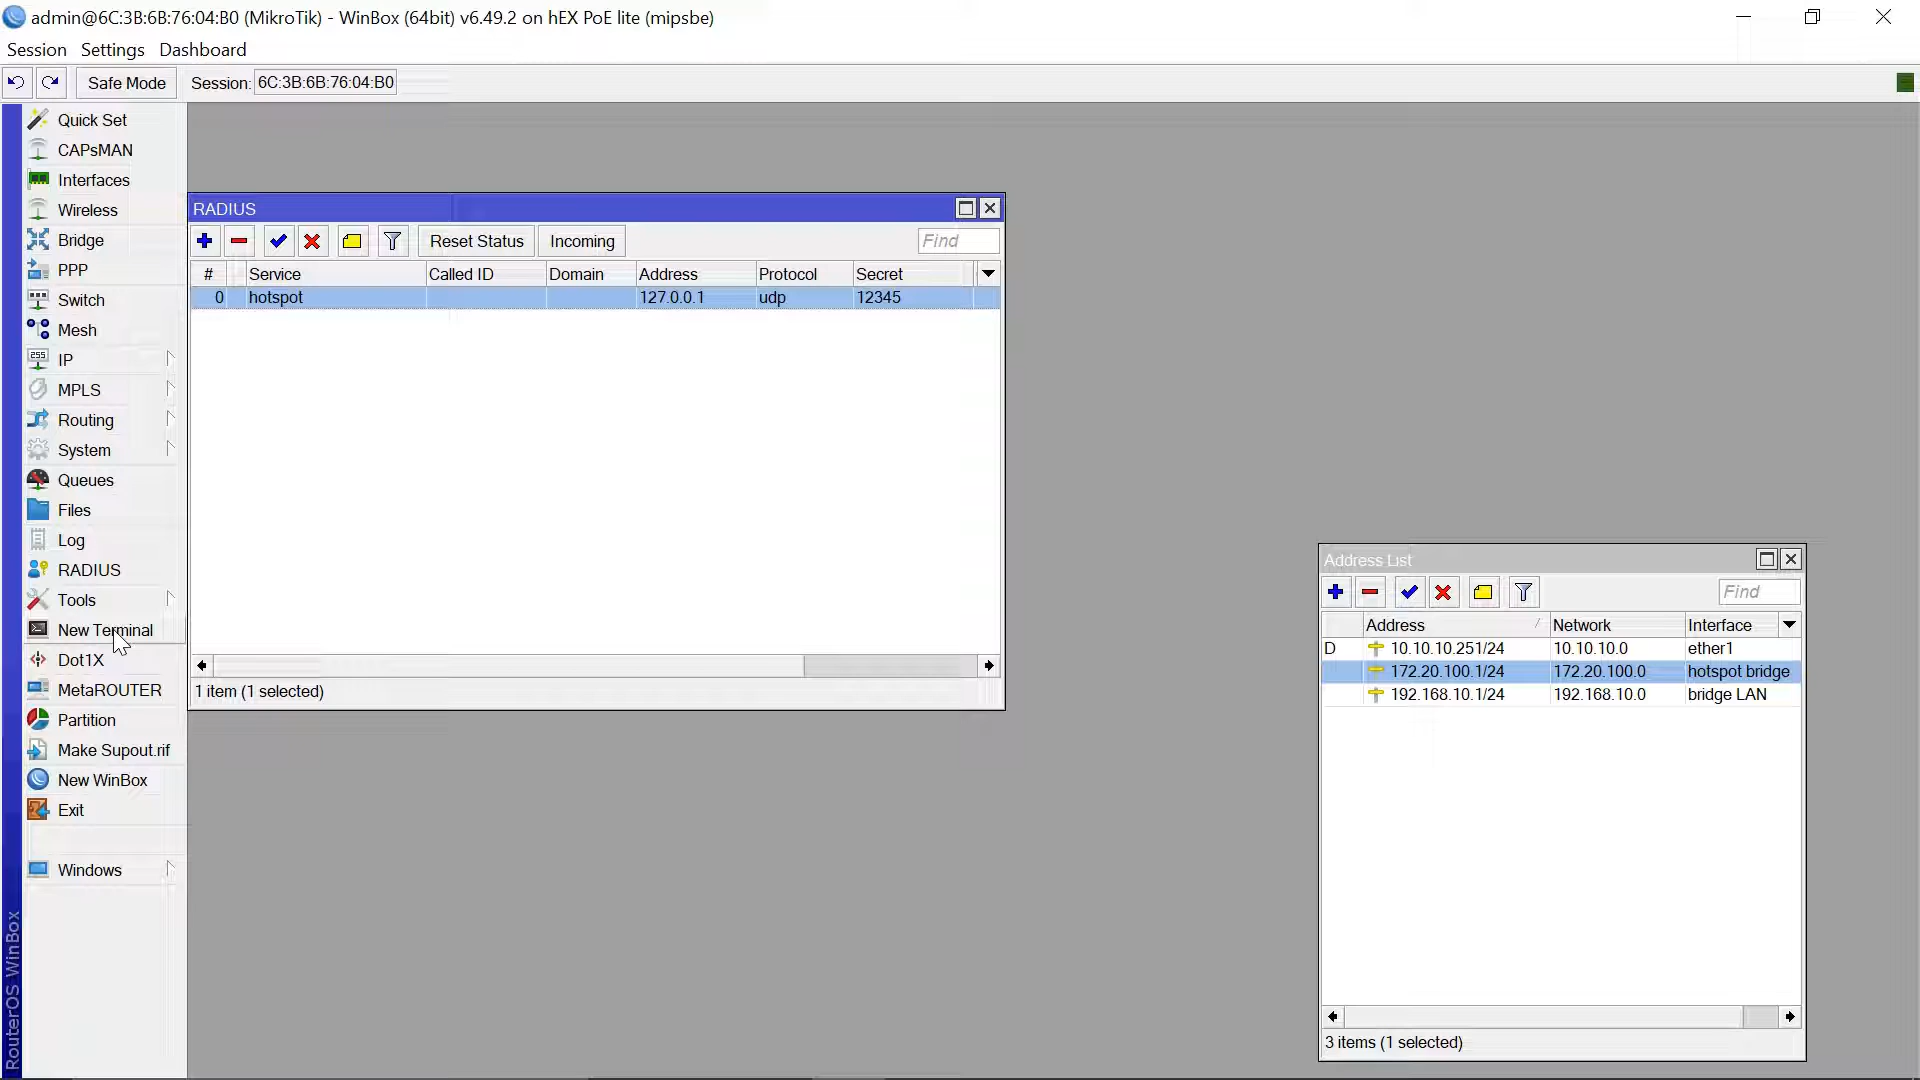 admin@6C:3B:6B:76:04:B0 (MikroTik) - WinBox (64bit) v6.49.2 on hEX PoE lite (mipsbe)
Session Settings Dashboard
Safe Mode Session: 6C:3B:6B:76:04:B0
Quick Set
CAPsMAN
Interfaces
Wireless
Bridge
PPP
Switch
Mesh
IP
MPLS
Routing
System
Queues
Files
Log
RADIUS
Tools
New Terminal
Dot1X
MetaROUTER
Partition
Make Supout.rif
New WinBox
Exit
Windows
RouterOS WinBox
RADIUS
Reset Status Incoming Find
# Service Called ID Domain Address Protocol Secret
0 hotspot 127.0.0.1 udp 12345
1 item (1 selected)
Address List
Find
Address Network Interface
D 10.10.10.251/24 10.10.10.0 ether1
172.20.100.1/24 172.20.100.0 hotspot bridge
192.168.10.1/24 192.168.10.0 bridge LAN
3 items (1 selected)